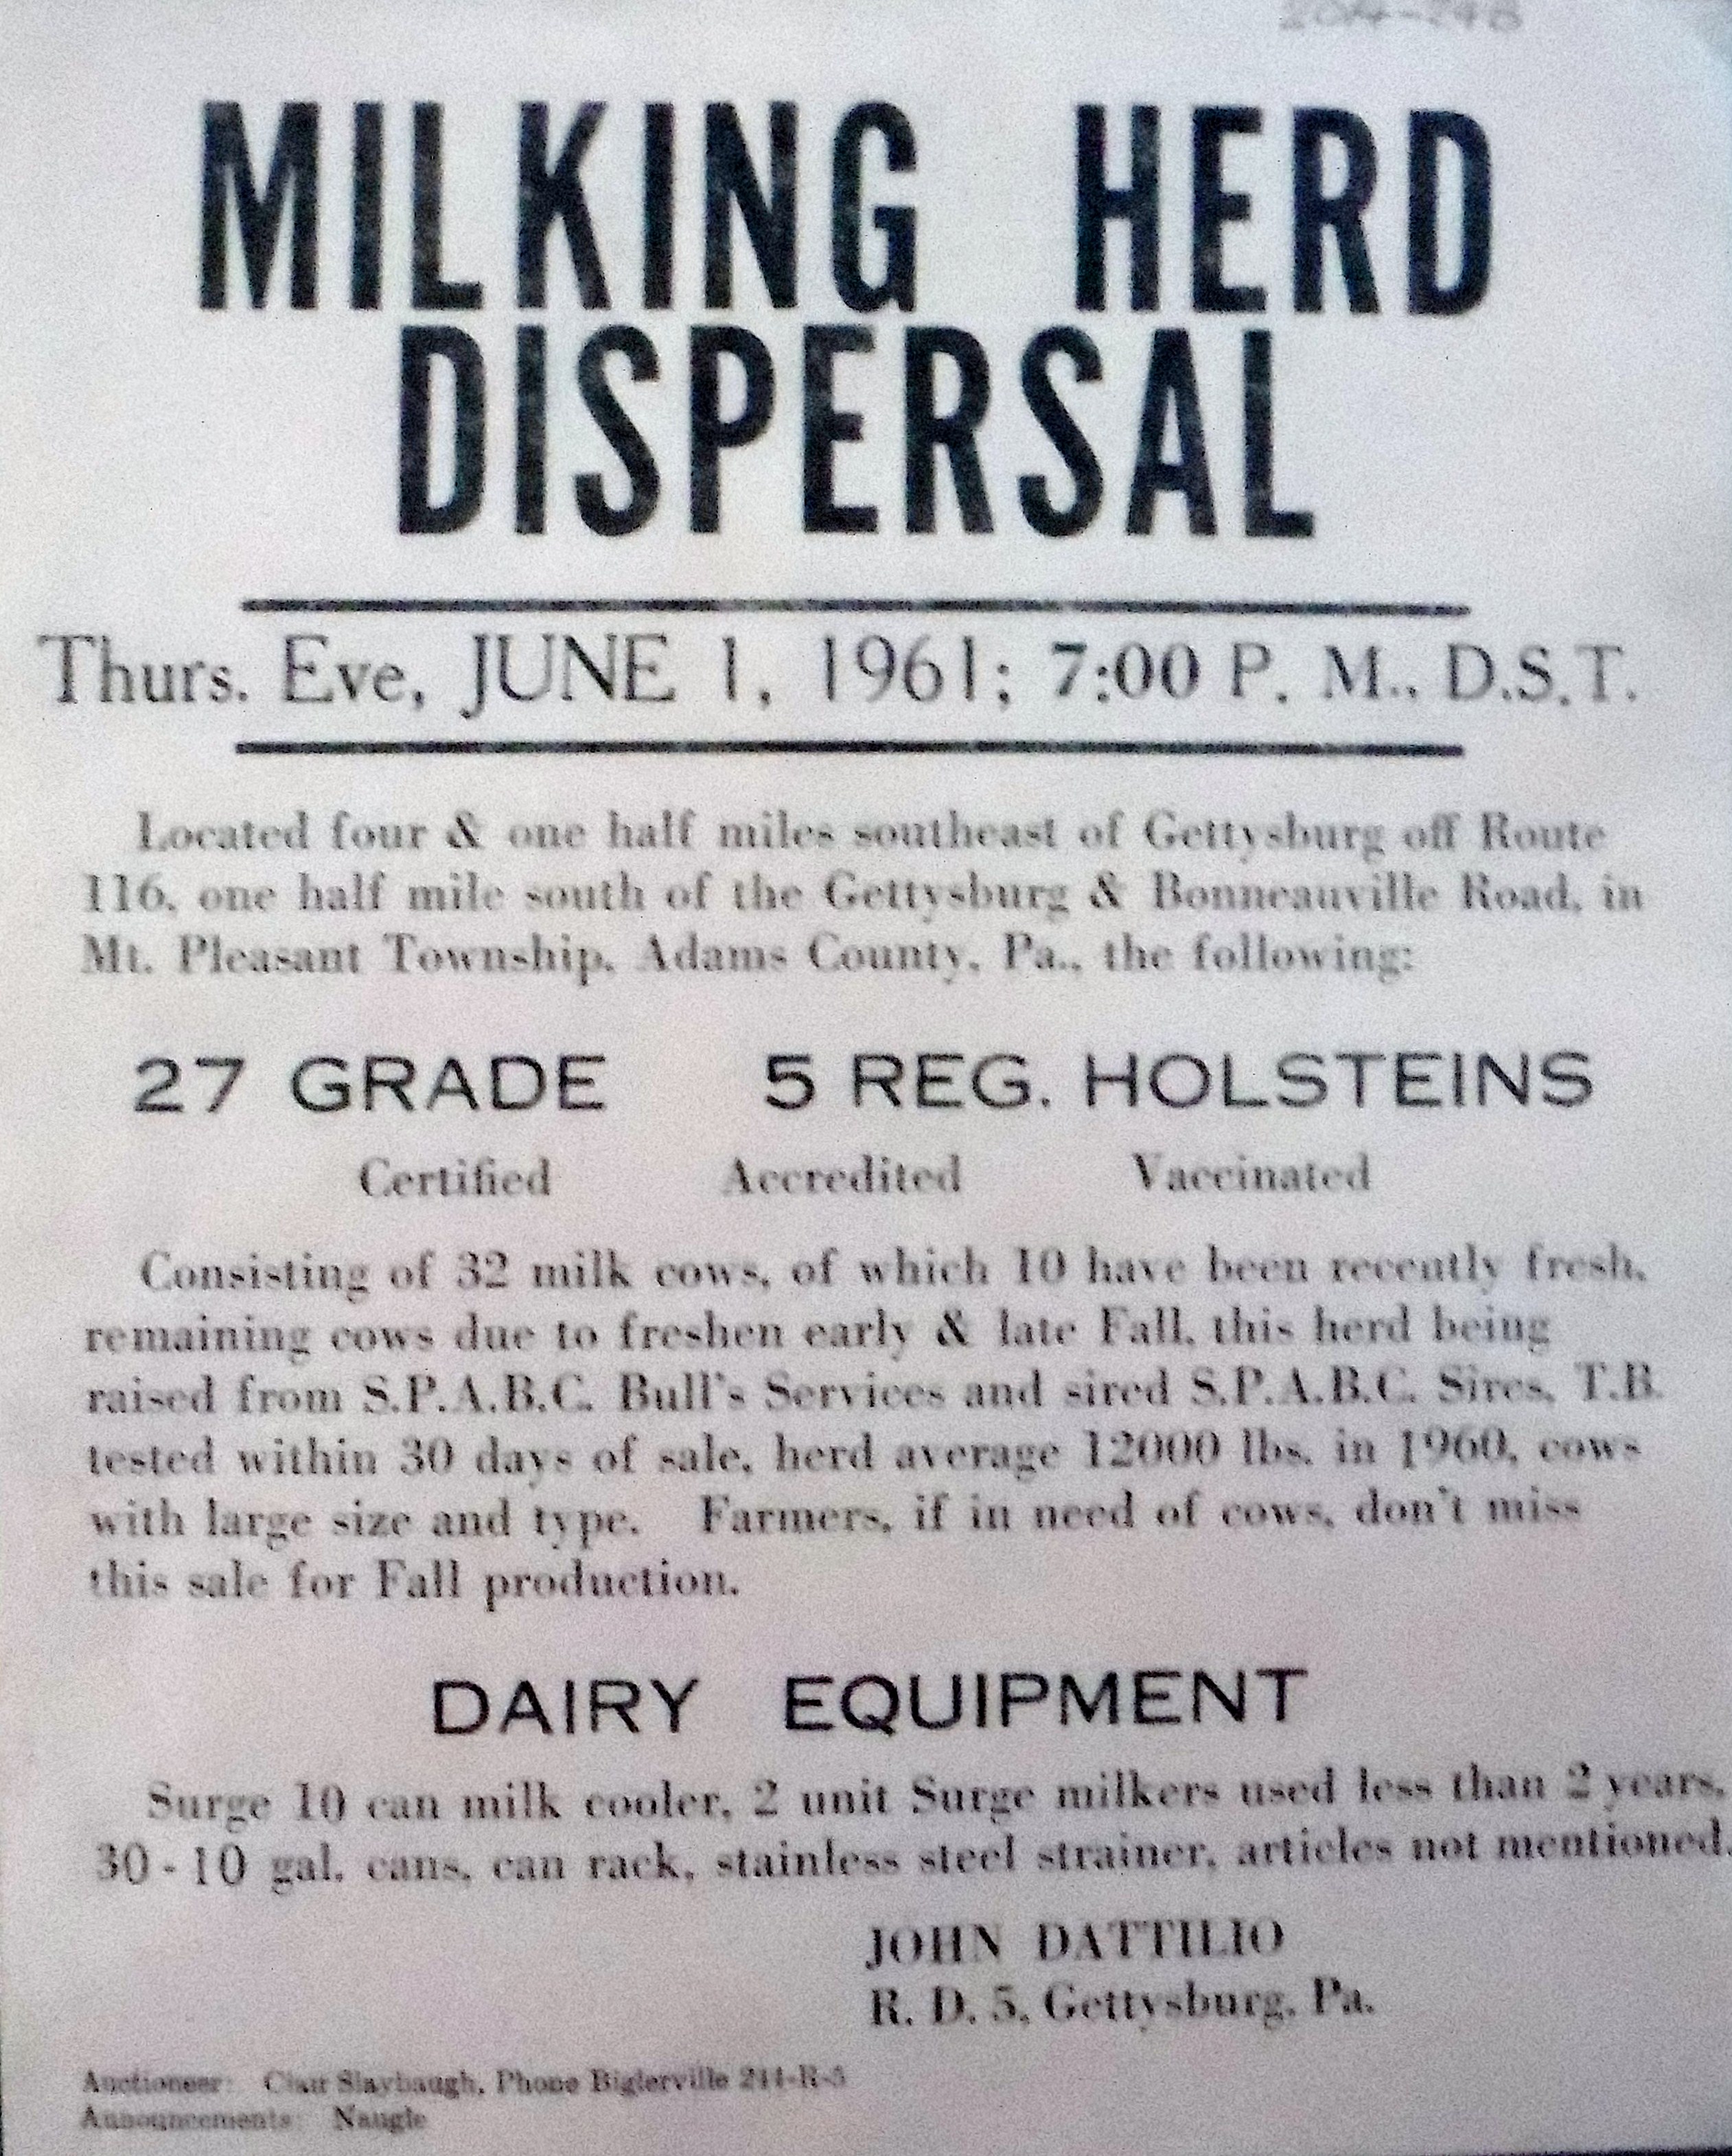 MILKING HERD
DISPERSAL
Thurs. Eve, JUNE 1, 1961; 7:00 P. M., D.S.T.
Located four & one half miles southeast of Gettysburg off Route
116, one half mile south of the Gettysburg & Bonneauville Road, in
Mt. Pleasant Township, Adams County, Pa., the following:
27 GRADE 5 REG. HOLSTEINS
Certified Accredited Vaccinated
Consisting of 32 milk cows, of which 10 have been recently fresh,
remaining cows due to freshen early & late Fall, this herd being
raised from S.P.A.B.C. Bull's Services and sired S.P.A.B.C. Sires, T.B.
tested within 30 days of sale, herd average 12000 lbs. in 1960, cows
with large size and type. Farmers, if in need of cows, don't miss
this sale for Fall production.
DAIRY EQUIPMENT
Surge 10 can milk cooler, 2 unit Surge milkers used less than 2 years,
30-10 gal. cans, can rack, stainless steel strainer, articles not mentioned.
JOHN DATTILIO
R. D. 5, Gettysburg, Pa.
Auctioneer: Clair Slaybaugh, Phone Biglerville
Announcements: Naugle